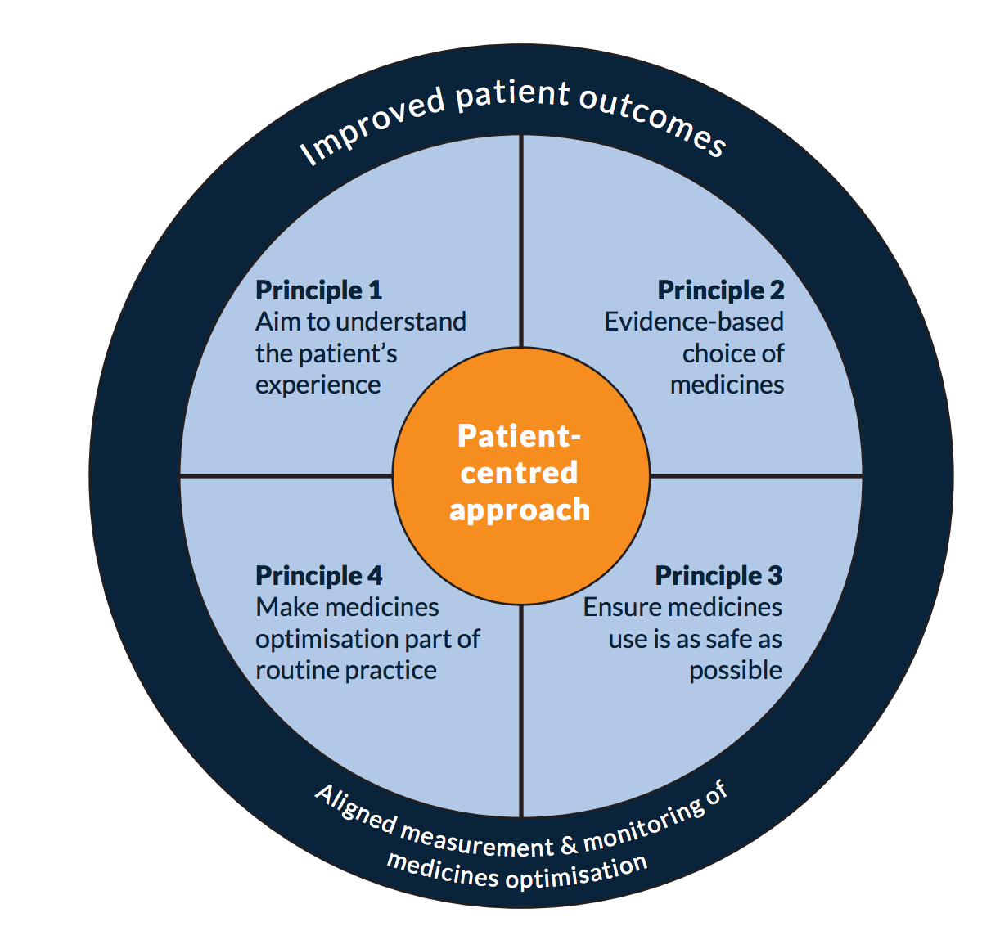 Improved patient outcomes
Principle 1
Aim to understand
the patient’s
experience
Principle 2
Evidence-based
choice of
medicines
Patient-
centred
approach
Principle 4
Make medicines
optimisation part of
routine practice
Principle 3
Ensure medicines
use is as safe as
possible
Aligned measurement & monitoring of
medicines optimisation